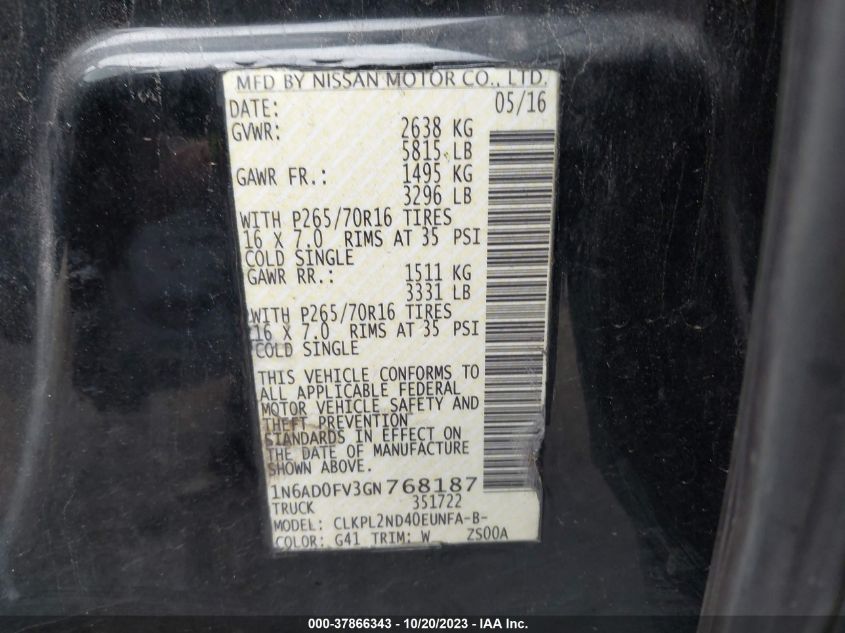 MFD BY NISSAN MOTOR CO., LTD.
DATE: 05/16
GVWR: 2638 KG
5815 LB
GAWR FR.: 1495 KG
3296 LB
WITH P265/70R16 TIRES
16 X 7.0 RIMS AT 35 PSI
COLD SINGLE
GAWR RR.: 1511 KG
3331 LB
WITH P265/70R16 TIRES
16 X 7.0 RIMS AT 35 PSI
COLD SINGLE
THIS VEHICLE CONFORMS TO
ALL APPLICABLE FEDERAL
MOTOR VEHICLE SAFETY AND
THEFT PREVENTION
STANDARDS IN EFFECT ON
THE DATE OF MANUFACTURE
SHOWN ABOVE.
1N6AD0FV3GN768187
TRUCK 351722
MODEL: CLKPL2ND40EUNFA-B-
COLOR: G41 TRIM: W ZS00A
000-37866343 - 10/20/2023 - IAA Inc.